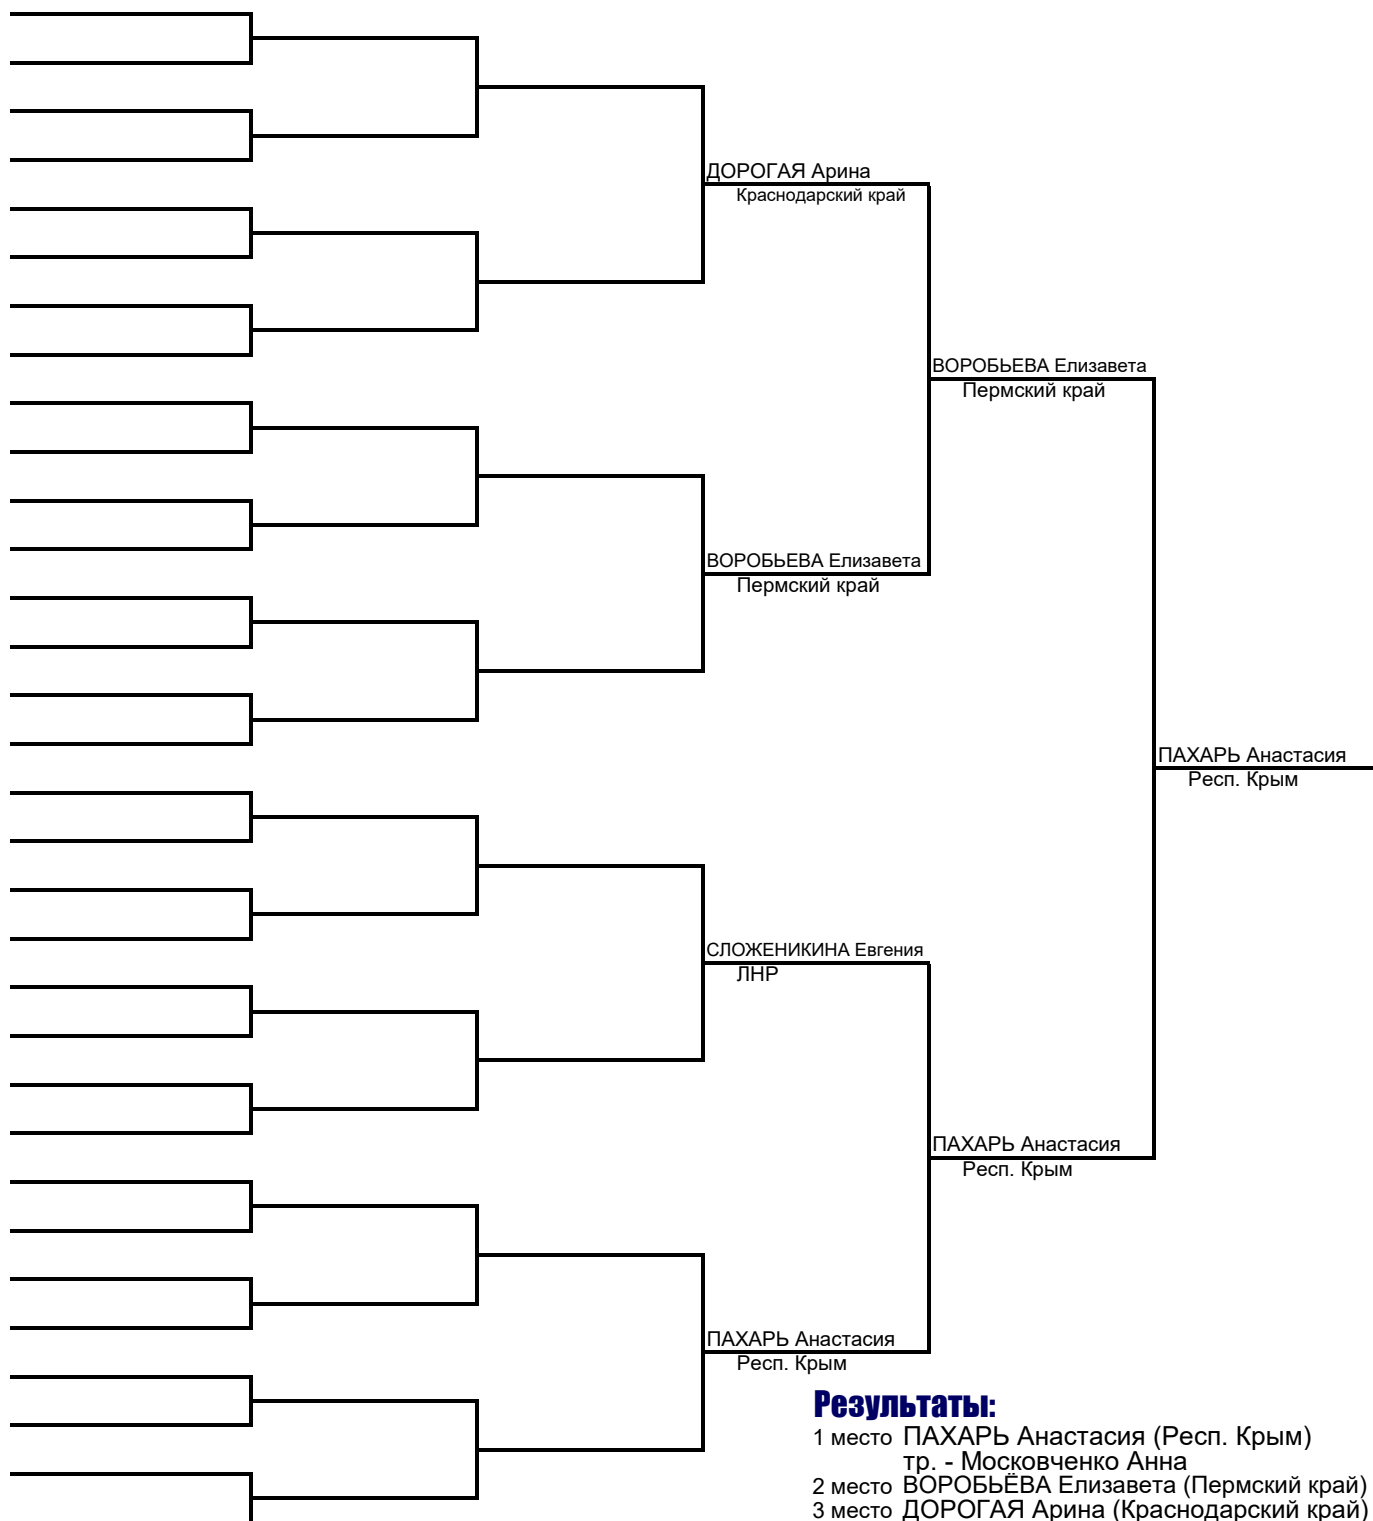 ДОРОГАЯ Арина
Краснодарский край
ВОРОБЬЕВА Елизавета
Пермский край
ВОРОБЬЕВА Елизавета
Пермский край
ПАХАРЬ Анастасия
Респ. Крым
СЛОЖЕНИКИНА Евгения
ЛНР
ПАХАРЬ Анастасия
Респ. Крым
ПАХАРЬ Анастасия
Респ. Крым
Результаты:
1 место ПАХАРЬ Анастасия (Респ. Крым)
тр. - Московченко Анна
2 место ВОРОБЬЁВА Елизавета (Пермский край)
3 место ДОРОГАЯ Арина (Краснодарский край)